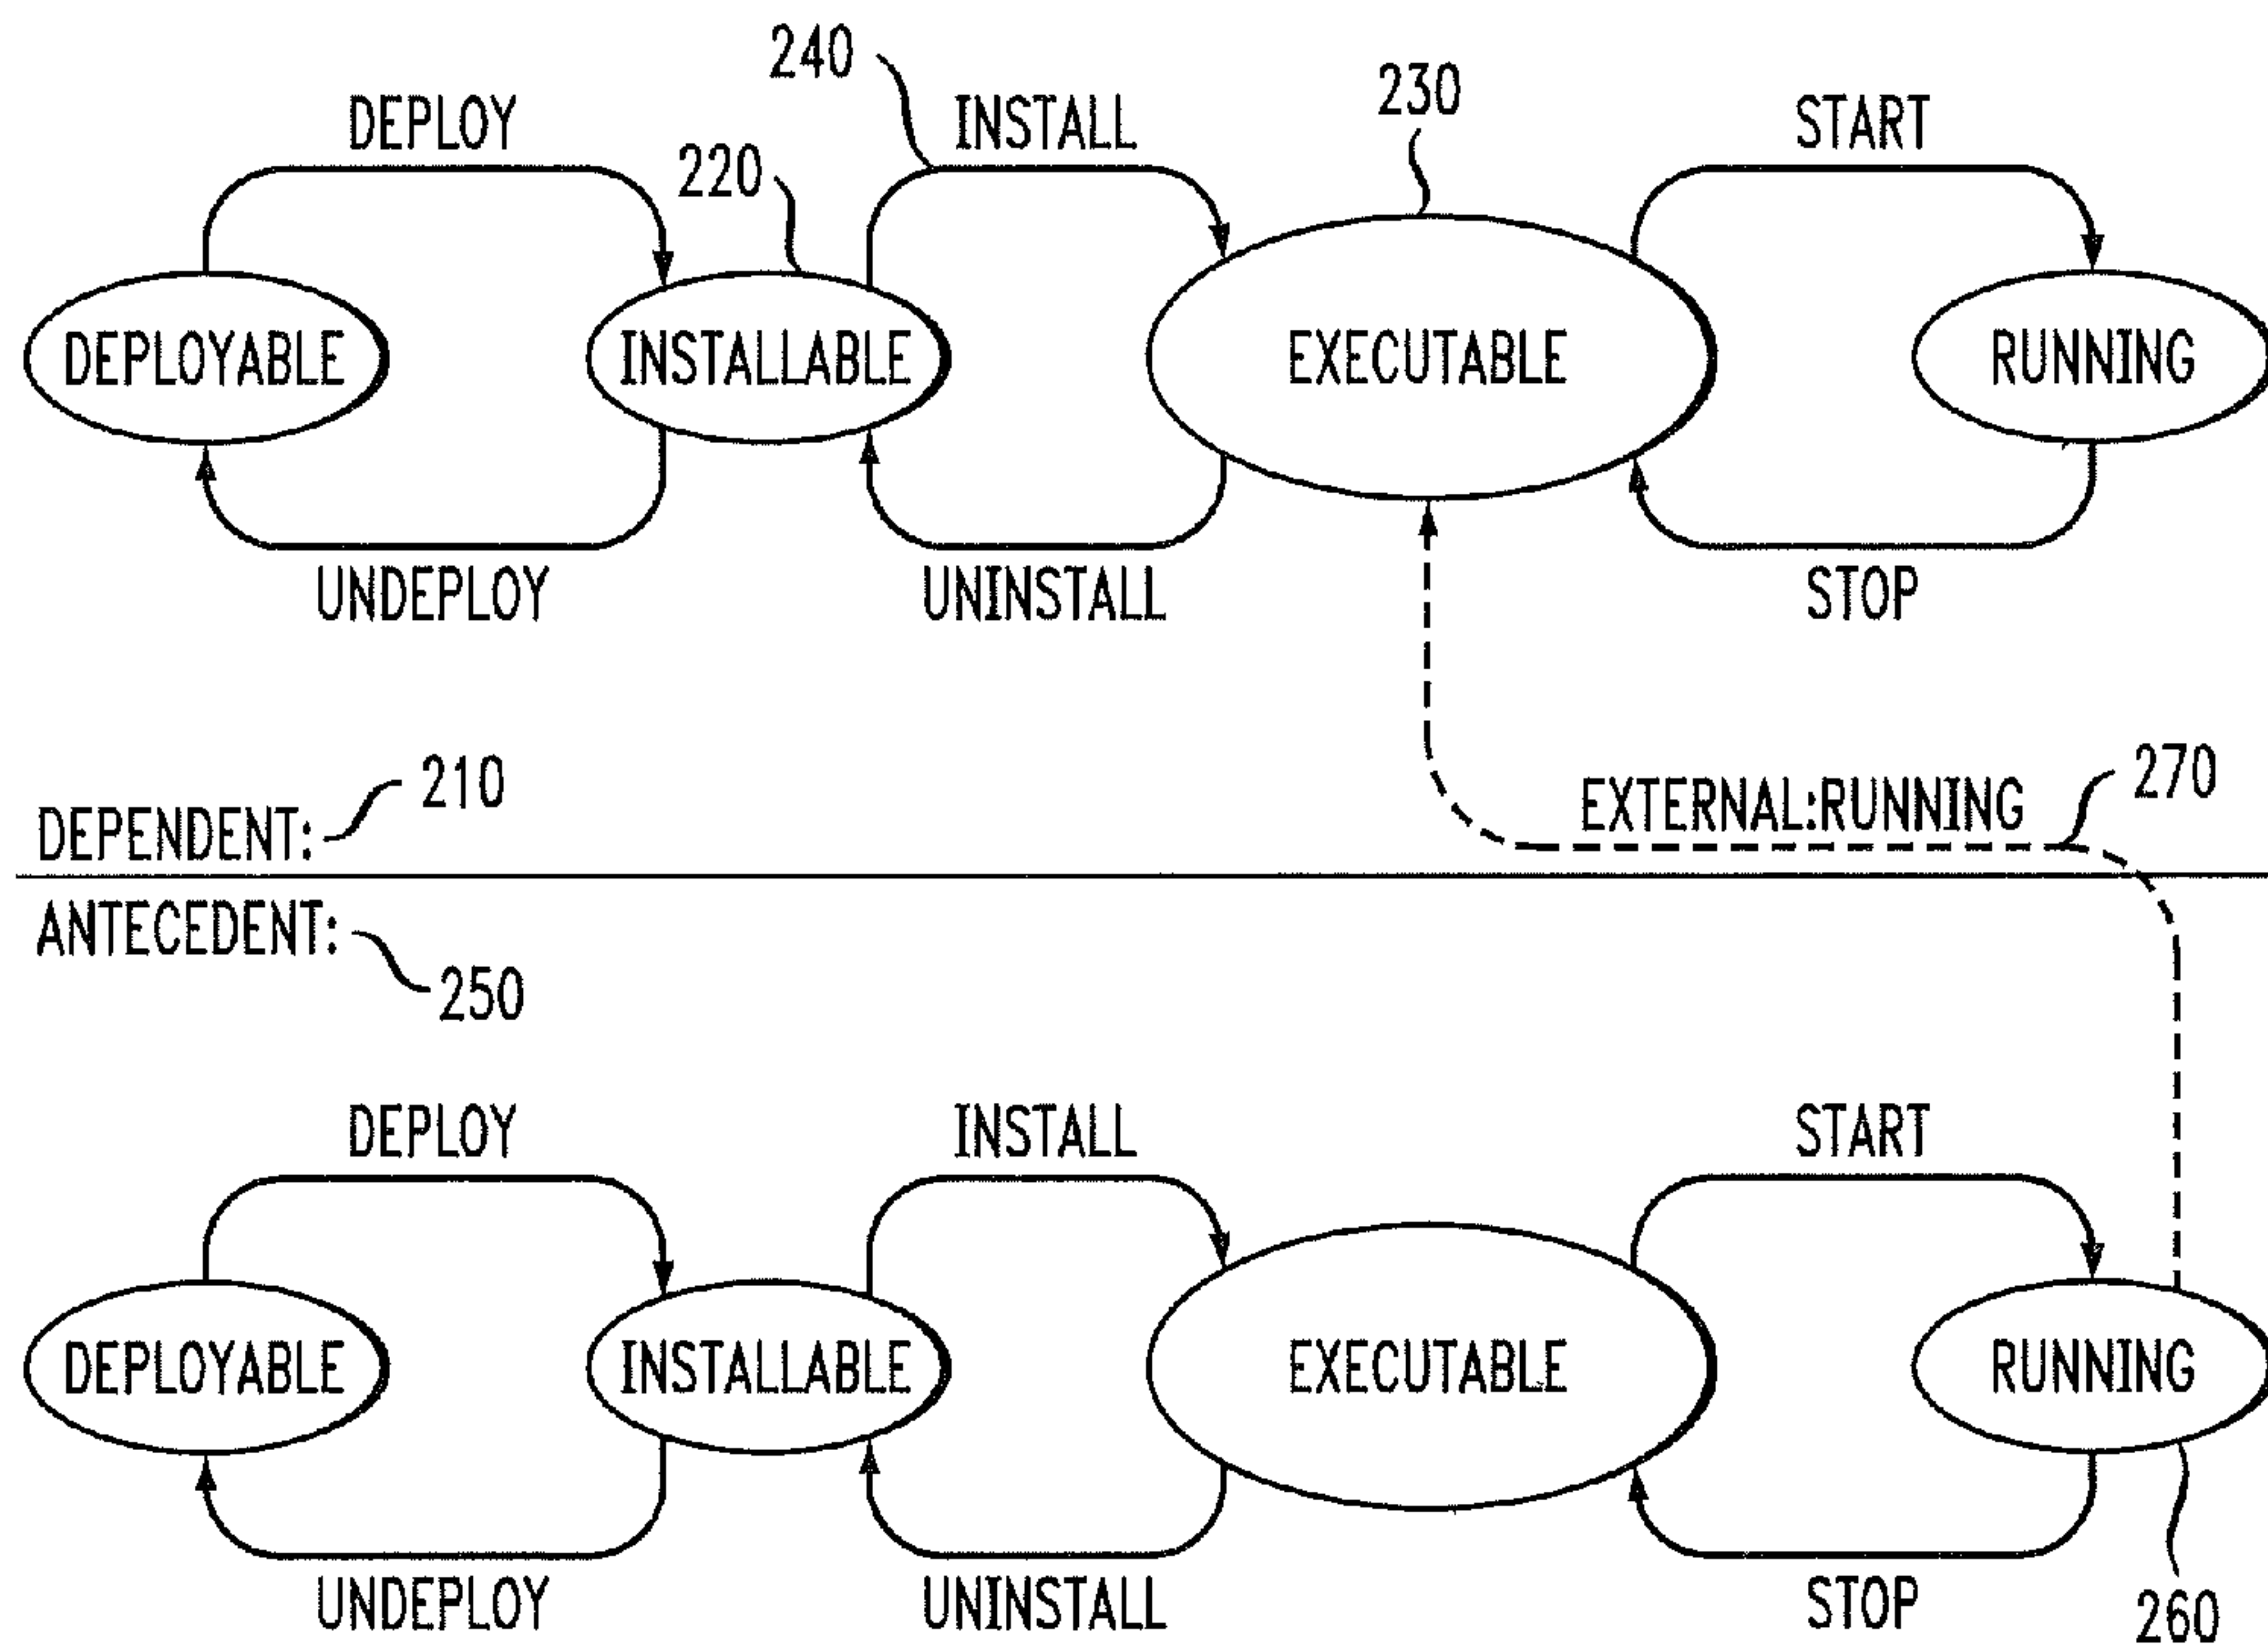 240
230
DEPLOY
INSTALL
START
220
DEPLOYABLE
INSTALLABLE
EXECUTABLE
RUNNING
UNDEPLOY
UNINSTALL
STOP
210
270
EXTERNAL:RUNNING
DEPENDENT:
ANTECEDENT:
250
DEPLOY
INSTALL
START
DEPLOYABLE
INSTALLABLE
EXECUTABLE
RUNNING
UNDEPLOY
UNINSTALL
STOP
260